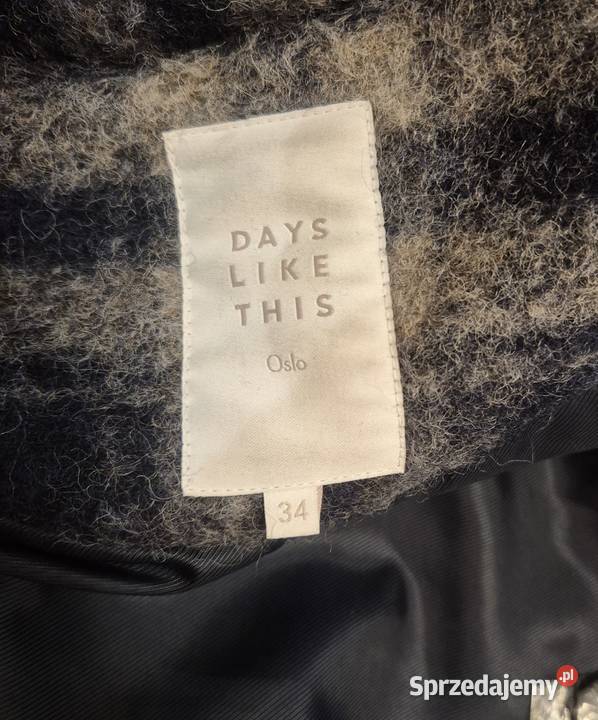 DAYS
LIKE
THIS
Oslo
34
Sprzedajemy.pl